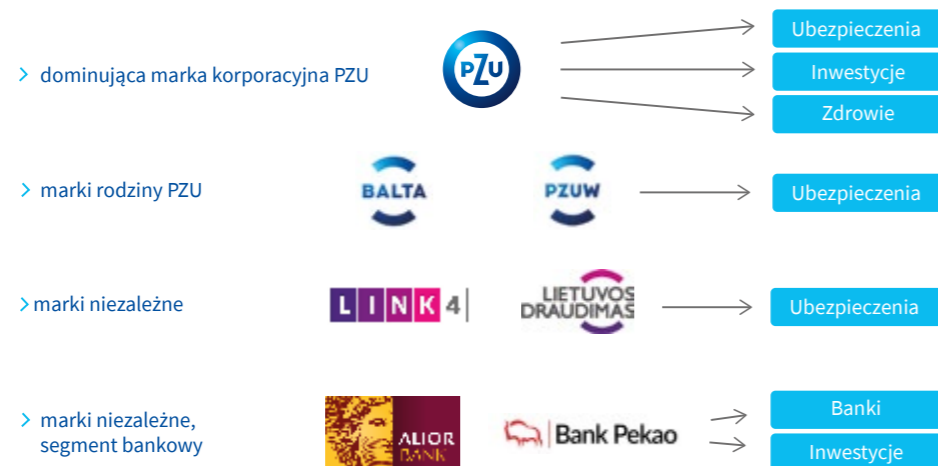 Ubezpieczenia
> dominująca marka korporacyjna PZU
PZU
Inwestycje
Zdrowie
> marki rodziny PZU
BALTA
PZUW
Ubezpieczenia
> marki niezależne
LINK4
LIETUVOS
DRAUDIMAS
Ubezpieczenia
> marki niezależne,
segment bankowy
ALIOR
BANK
Bank Pekao
Banki
Inwestycje